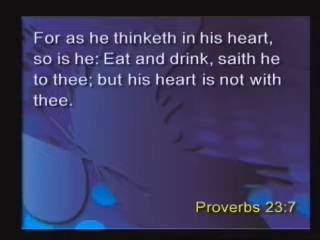 For as he thinketh in his heart,
so is he: Eat and drink, saith he
to thee; but his heart is not with
thee.
Proverbs 23:7